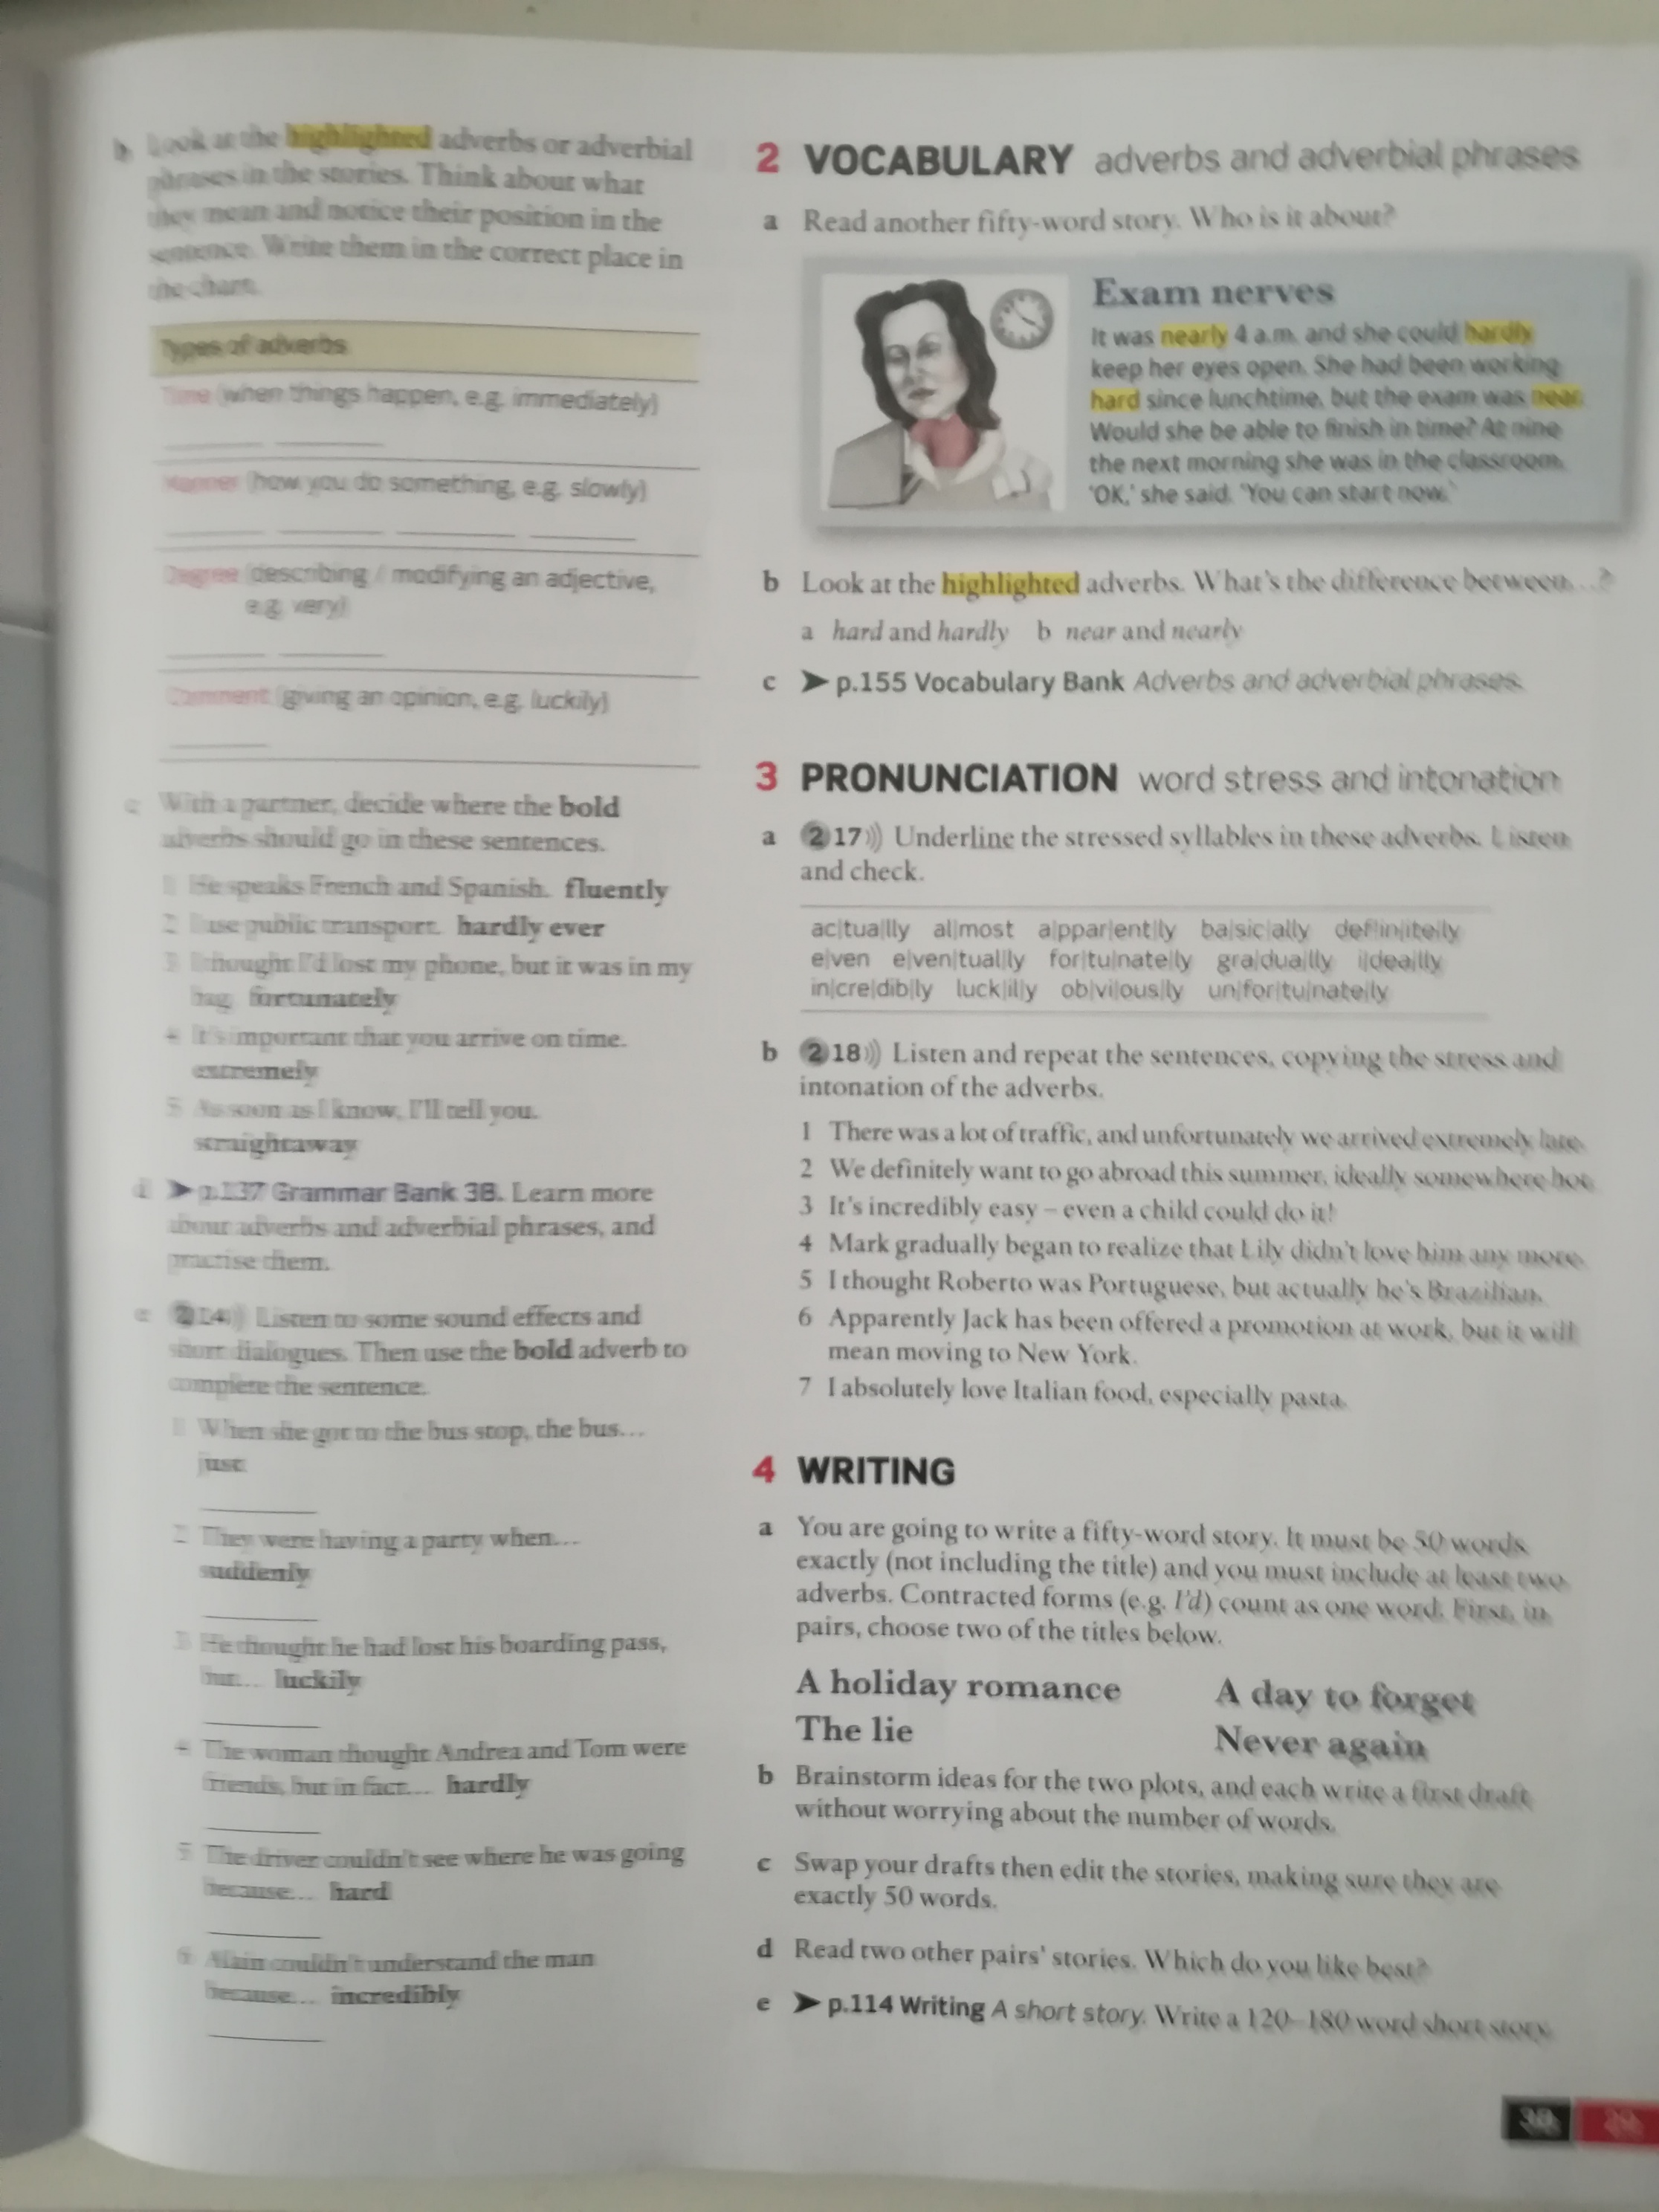 b Look at the highlighted adverbs or adverbial
phrases in the stories. Think about what
they mean and notice their position in the
sentence. Write them in the correct place in
the chart.
Types of adverbs
Time (when things happen, e.g. immediately)
Manner (how you do something, e.g. slowly)
Degree (describing / modifying an adjective,
e.g. very)
Comment (giving an opinion, e.g. luckily)
c With a partner, decide where the bold
adverbs should go in these sentences.
1 He speaks French and Spanish. fluently
2 I use public transport. hardly ever
3 I thought I'd lost my phone, but it was in my
bag. fortunately
4 It's important that you arrive on time.
extremely
5 As soon as I know, I'll tell you.
straightaway
d ➤ p.137 Grammar Bank 3B. Learn more
about adverbs and adverbial phrases, and
practise them.
e 2 14))) Listen to some sound effects and
short dialogues. Then use the bold adverb to
complete the sentence.
1 When she got to the bus stop, the bus…
just
2 They were having a party when…
suddenly
3 He thought he had lost his boarding pass,
but… luckily
4 The woman thought Andrea and Tom were
friends, but in fact… hardly
5 The driver couldn't see where he was going
because… hard
6 Alain couldn't understand the man
because… incredibly
2 VOCABULARY adverbs and adverbial phrases
a Read another fifty-word story. Who is it about?
Exam nerves
It was nearly 4 a.m. and she could hardly
keep her eyes open. She had been working
hard since lunchtime, but the exam was near.
Would she be able to finish in time? At nine
the next morning she was in the classroom.
'OK,' she said. 'You can start now.'
b Look at the highlighted adverbs. What's the difference between…?
a hard and hardly b near and nearly
c ➤ p.155 Vocabulary Bank Adverbs and adverbial phrases.
3 PRONUNCIATION word stress and intonation
a 2 17))) Underline the stressed syllables in these adverbs. Listen
and check.
ac|tua|lly al|most a|ppar|ent|ly ba|sic|ally def|in|ite|ly
e|ven e|ven|tual|ly for|tu|nate|ly gra|dua|lly i|dea|lly
in|cre|dib|ly luck|i|ly ob|vi|ous|ly un|for|tu|nate|ly
b 2 18))) Listen and repeat the sentences, copying the stress and
intonation of the adverbs.
1 There was a lot of traffic, and unfortunately we arrived extremely late.
2 We definitely want to go abroad this summer, ideally somewhere hot.
3 It's incredibly easy – even a child could do it!
4 Mark gradually began to realize that Lily didn't love him any more.
5 I thought Roberto was Portuguese, but actually he's Brazilian.
6 Apparently Jack has been offered a promotion at work, but it will
mean moving to New York.
7 I absolutely love Italian food, especially pasta.
4 WRITING
a You are going to write a fifty-word story. It must be 50 words
exactly (not including the title) and you must include at least two
adverbs. Contracted forms (e.g. I'd) count as one word. First, in
pairs, choose two of the titles below.
A holiday romance A day to forget
The lie Never again
b Brainstorm ideas for the two plots, and each write a first draft
without worrying about the number of words.
c Swap your drafts then edit the stories, making sure they are
exactly 50 words.
d Read two other pairs' stories. Which do you like best?
e ➤ p.114 Writing A short story. Write a 120–180 word short story.